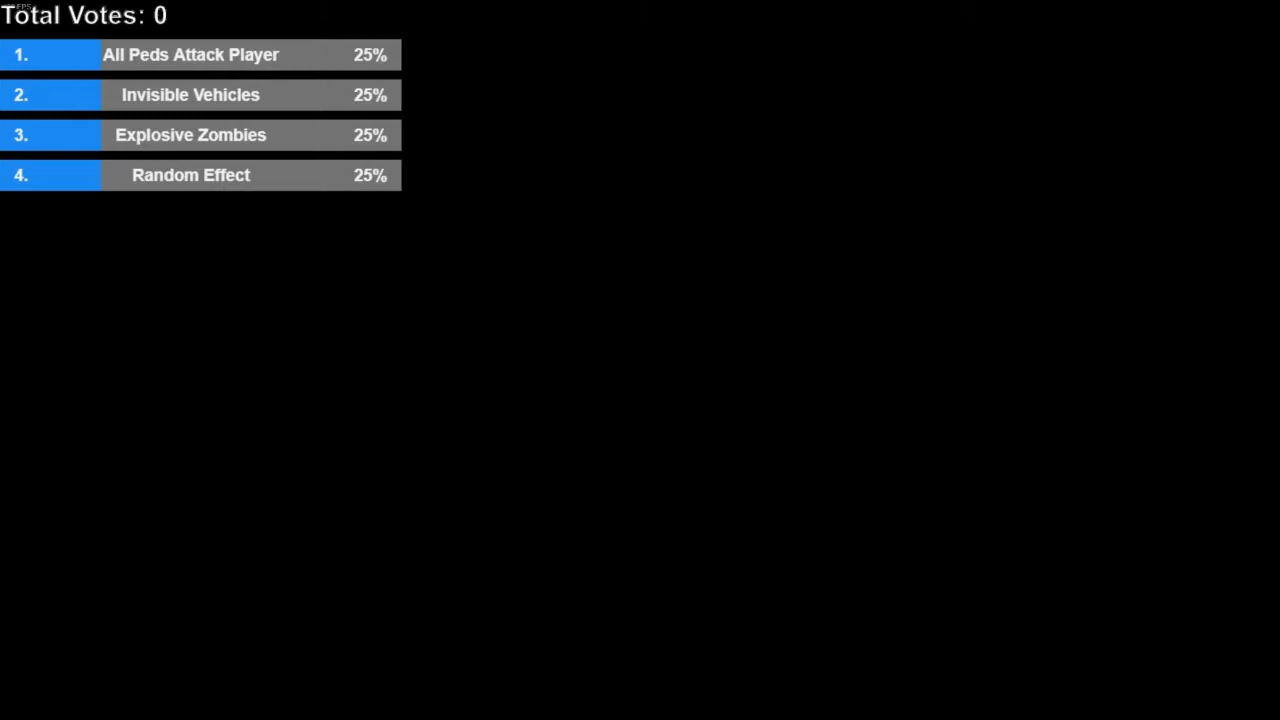 Total Votes: 0
1. All Peds Attack Player 25%
2. Invisible Vehicles 25%
3. Explosive Zombies 25%
4. Random Effect 25%